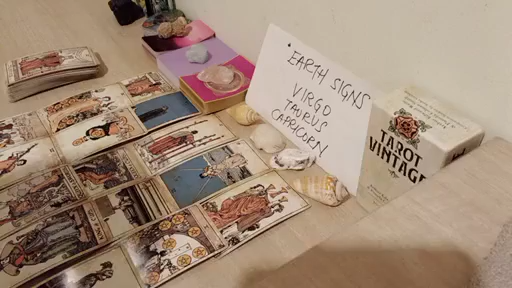 EARTH SIGNS
VIRGO
TAURUS
CAPRICORN
TAROT
VINTAGE